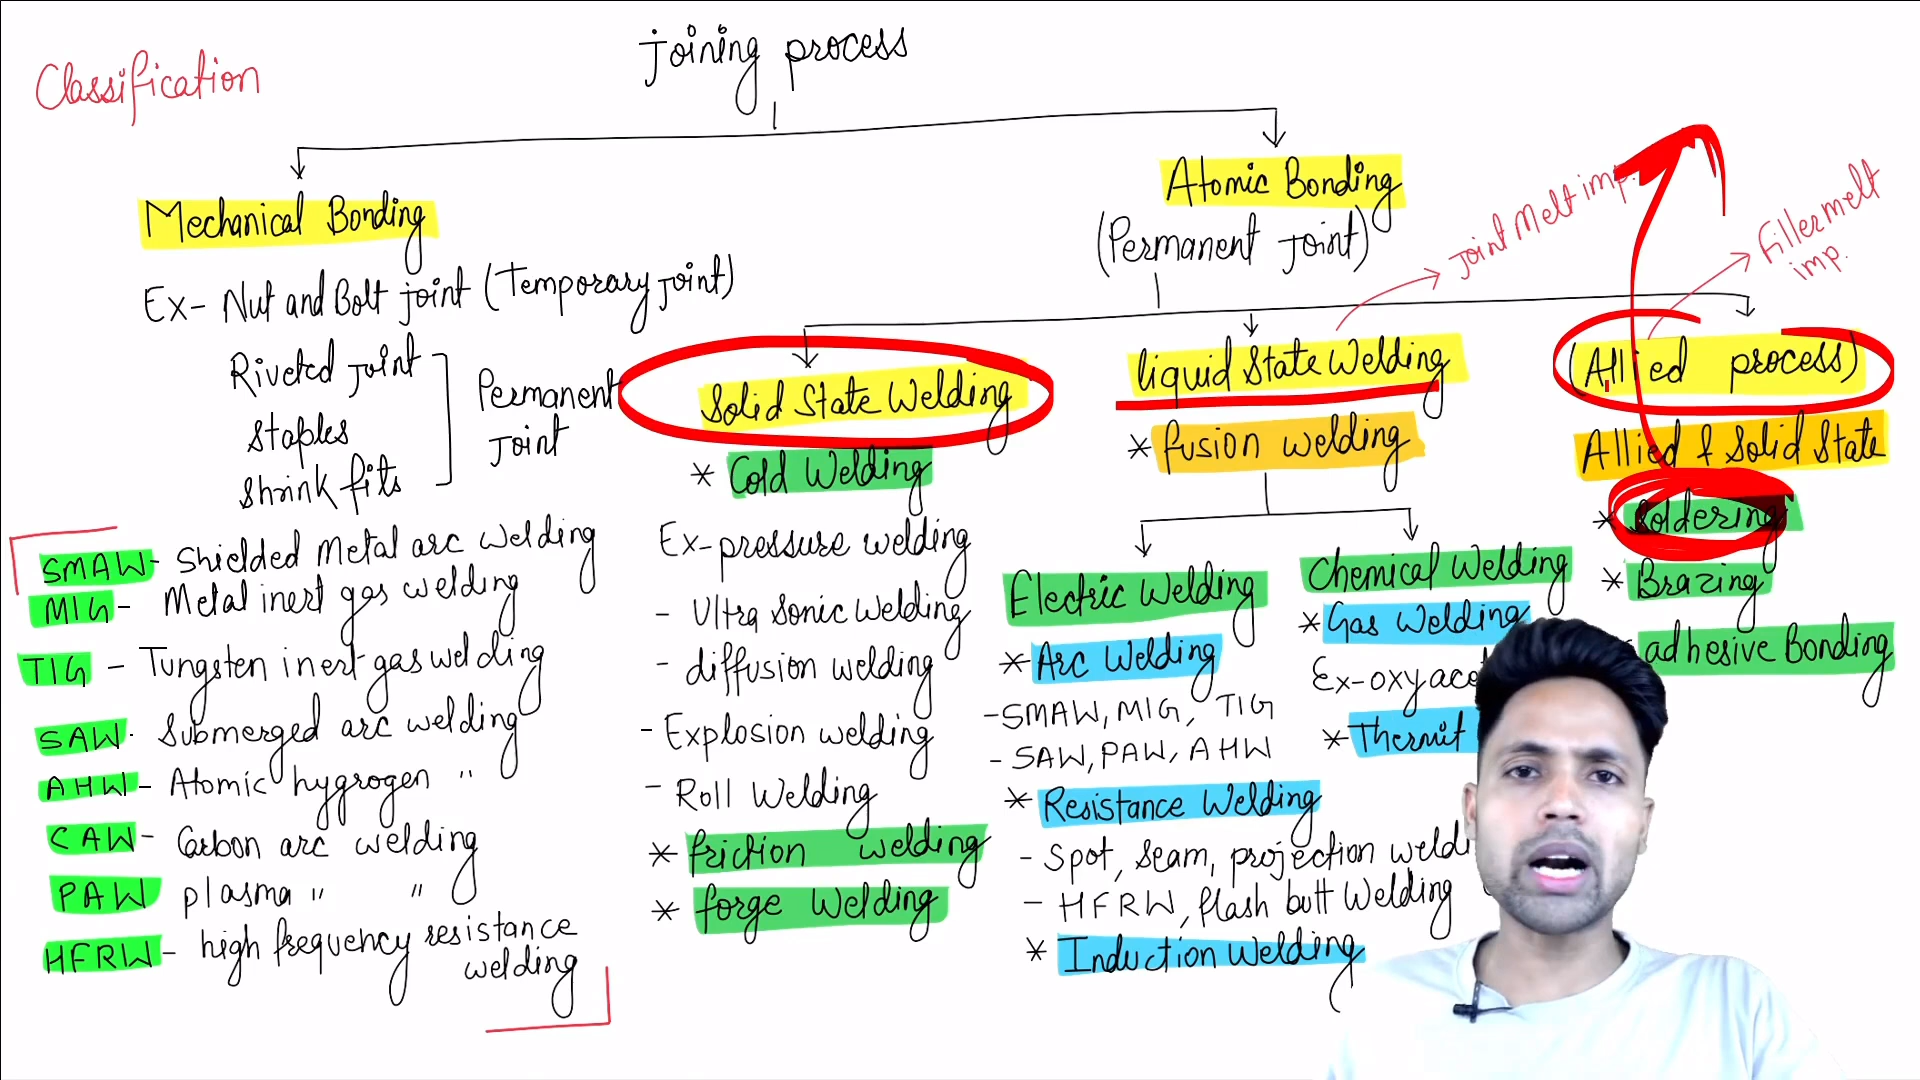 Classification
joining process
Mechanical Bonding
Ex- Nut and Bolt joint (Temporary joint)
Riveted joint
Staples
Shrink fits
Permanent
Joint
Atomic Bonding
(Permanent joint)
Joint Melt imp.
Filler melt
imp.
Solid State Welding
* Cold Welding
Ex-pressure welding
- Ultra Sonic Welding
- diffusion welding
- Explosion welding
- Roll Welding
* friction welding
* forge Welding
liquid State Welding
* fusion welding
Electric Welding
* Arc Welding
- SMAW, MIG, TIG
- SAW, PAW, AHW
* Resistance Welding
- Spot, Seam, projection weldi
- HFRW, flash butt Welding
* Induction Welding
Chemical Welding
* Gas Welding
Ex-oxyace
* Thermit
(Allied process)
Allied & Solid State
* Soldering
* Brazing
adhesive Bonding
SMAW- Shielded Metal arc welding
MIG- Metal inert gas welding
TIG - Tungsten inert gas welding
SAW- Submerged arc welding
AHW- Atomic hygrogen "
CAW- Carbon arc welding
PAW plasma " "
HFRW- high frequency resistance
welding